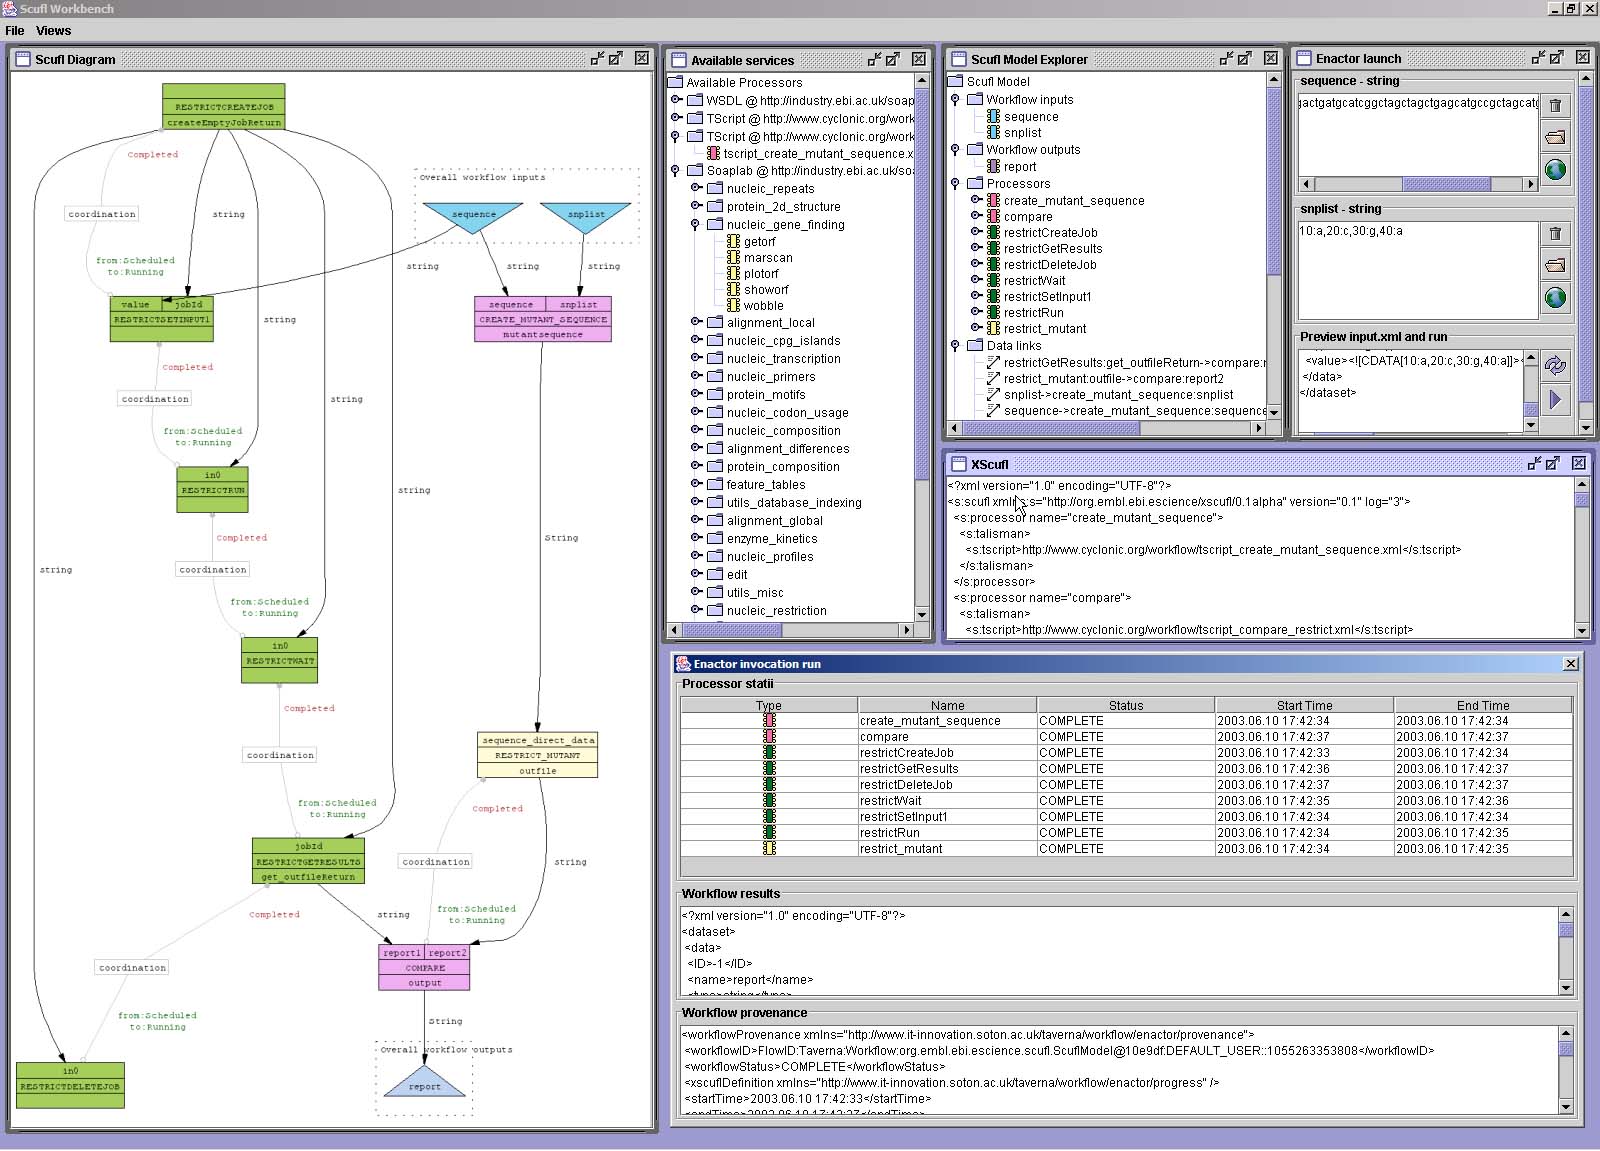 Scufl Workbench
File Views
Scufl Diagram
RESTRICTCREATEJOB
createEmptyJobReturn
Completed
coordination
string
from:Scheduled
to:Running
Overall workflow inputs
sequence
snplist
string
string
string
value jobId
RESTRICTSETINPUT1
string
sequence snplist
CREATE_MUTANT_SEQUENCE
mutantsequence
Completed
coordination
string
from:Scheduled
to:Running
in0
RESTRICTRUN
string
Completed
String
string
coordination
from:Scheduled
to:Running
in0
RESTRICTWAIT
Completed
coordination
sequence_direct_data
RESTRICT_MUTANT
outfile
from:Scheduled
to:Running
Completed
jobId
RESTRICTGETRESULTS
get_outfileReturn
coordination
string
Completed
string
from:Scheduled
to:Running
report1 report2
COMPARE
output
coordination
from:Scheduled
to:Running
String
Overall workflow outputs
report
in0
RESTRICTDELETEJOB
Available services
Available Processors
WSDL @ http://industry.ebi.ac.uk/soap
TScript @ http://www.cyclonic.org/work
TScript @ http://www.cyclonic.org/work
tscript_create_mutant_sequence.x
Soaplab @ http://industry.ebi.ac.uk/soa
nucleic_repeats
protein_2d_structure
nucleic_gene_finding
getorf
marscan
plotorf
showorf
wobble
alignment_local
nucleic_cpg_islands
nucleic_transcription
nucleic_primers
protein_motifs
nucleic_codon_usage
nucleic_composition
alignment_differences
protein_composition
feature_tables
utils_database_indexing
alignment_global
enzyme_kinetics
nucleic_profiles
edit
utils_misc
nucleic_restriction
Scufl Model Explorer
Scufl Model
Workflow inputs
sequence
snplist
Workflow outputs
report
Processors
create_mutant_sequence
compare
restrictCreateJob
restrictGetResults
restrictDeleteJob
restrictWait
restrictSetInput1
restrictRun
restrict_mutant
Data links
restrictGetResults:get_outfileReturn->compare:r
restrict_mutant:outfile->compare:report2
snplist->create_mutant_sequence:snplist
sequence->create_mutant_sequence:sequence
Enactor launch
sequence - string
gactgatgcatcggctagctagctgagcatgccgctagcatg
snplist - string
10:a,20:c,30:g,40:a
Preview input.xml and run
<value><![CDATA[10:a,20:c,30:g,40:a]]><
</data>
</dataset>
XScufl
<?xml version="1.0" encoding="UTF-8"?>
<s:scufl xmlns:s="http://org.embl.ebi.escience/xscufl/0.1alpha" version="0.1" log="3">
<s:processor name="create_mutant_sequence">
<s:talisman>
<s:tscript>http://www.cyclonic.org/workflow/tscript_create_mutant_sequence.xml</s:tscript>
</s:talisman>
</s:processor>
<s:processor name="compare">
<s:talisman>
<s:tscript>http://www.cyclonic.org/workflow/tscript_compare_restrict.xml</s:tscript>
Enactor invocation run
Processor statii
Type Name Status Start Time End Time
create_mutant_sequence COMPLETE 2003.06.10 17:42:34 2003.06.10 17:42:34
compare COMPLETE 2003.06.10 17:42:37 2003.06.10 17:42:37
restrictCreateJob COMPLETE 2003.06.10 17:42:33 2003.06.10 17:42:34
restrictGetResults COMPLETE 2003.06.10 17:42:36 2003.06.10 17:42:37
restrictDeleteJob COMPLETE 2003.06.10 17:42:37 2003.06.10 17:42:37
restrictWait COMPLETE 2003.06.10 17:42:35 2003.06.10 17:42:36
restrictSetInput1 COMPLETE 2003.06.10 17:42:34 2003.06.10 17:42:34
restrictRun COMPLETE 2003.06.10 17:42:34 2003.06.10 17:42:35
restrict_mutant COMPLETE 2003.06.10 17:42:34 2003.06.10 17:42:35
Workflow results
<?xml version="1.0" encoding="UTF-8"?>
<dataset>
<data>
<ID>-1</ID>
<name>report</name>
<type>string</type>
Workflow provenance
<workflowProvenance xmlns="http://www.it-innovation.soton.ac.uk/taverna/workflow/enactor/provenance">
<workflowID>FlowID:Taverna:Workflow:org.embl.ebi.escience.scufl.ScuflModel@10e9df:DEFAULT_USER::1055263353808</workflowID>
<workflowStatus>COMPLETE</workflowStatus>
<xscuflDefinition xmlns="http://www.it-innovation.soton.ac.uk/taverna/workflow/enactor/progress" />
<startTime>2003.06.10 17:42:33</startTime>
<endTime>2003.06.10 17:42:37</endTime>